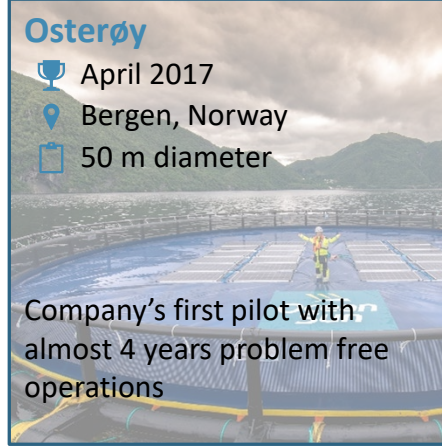 Osterøy
April 2017
Bergen, Norway
50 m diameter
Company’s first pilot with
almost 4 years problem free
operations